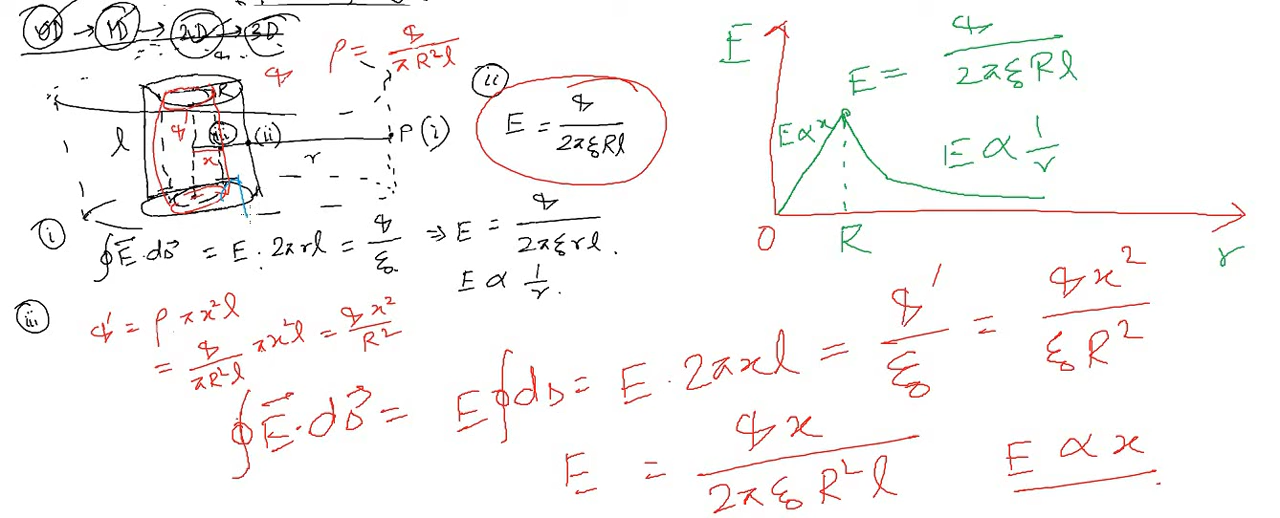 0D → 1D → 2D → 3D
ρ = q / πR²l
q
R
l
q'
x
(iii)
(ii)
r
P (i)
(ii)
E = q / 2πε₀Rl
(i)
∮E⃗·ds⃗ = E · 2πrl = q / ε₀ ⇒ E = q / 2πε₀rl.
E ∝ 1/r.
(iii)
q' = ρ πx²l
= q / πR²l πx²l = qx² / R²
∮E⃗·ds⃗ = E∮ds = E · 2πxl = q' / ε₀ = qx² / ε₀R²
E = qx / 2πε₀R²l
E ∝ x.
E
E = q / 2πε₀Rl
E ∝ x
E ∝ 1/r
O
R
r